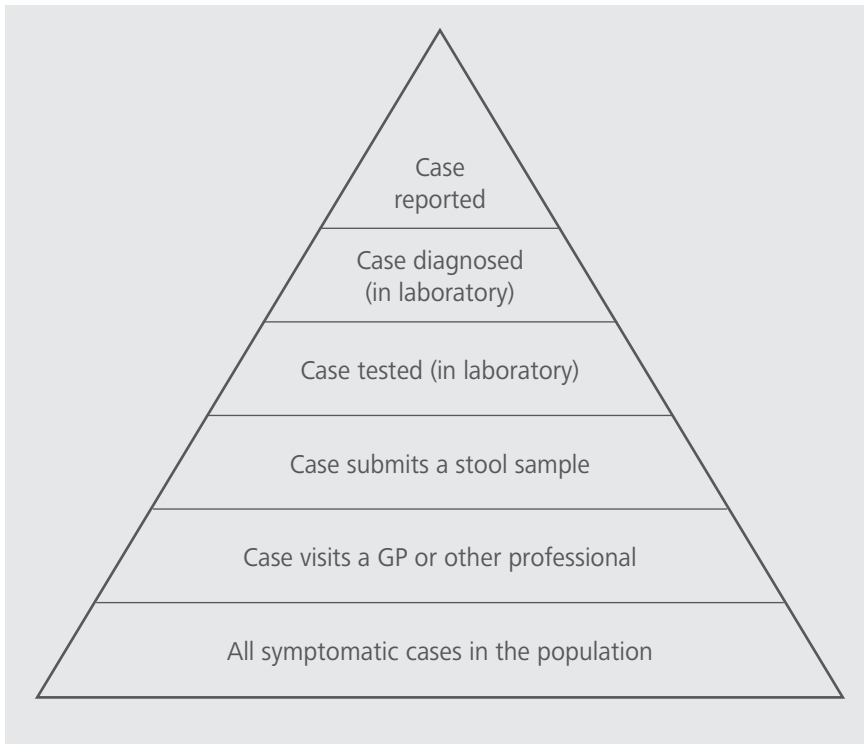 Case
reported
Case diagnosed
(in laboratory)
Case tested (in laboratory)
Case submits a stool sample
Case visits a GP or other professional
All symptomatic cases in the population